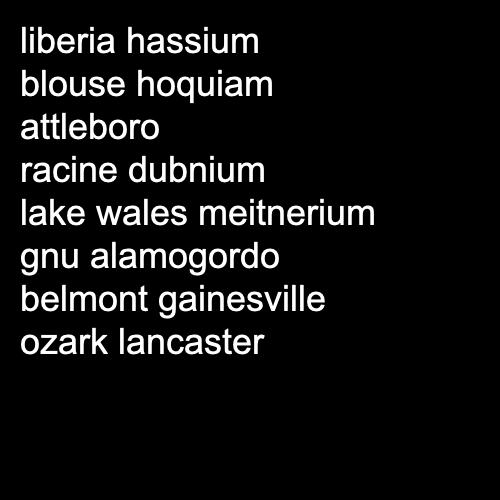 liberia hassium
blouse hoquiam
attleboro
racine dubnium
lake wales meitnerium
gnu alamogordo
belmont gainesville
ozark lancaster